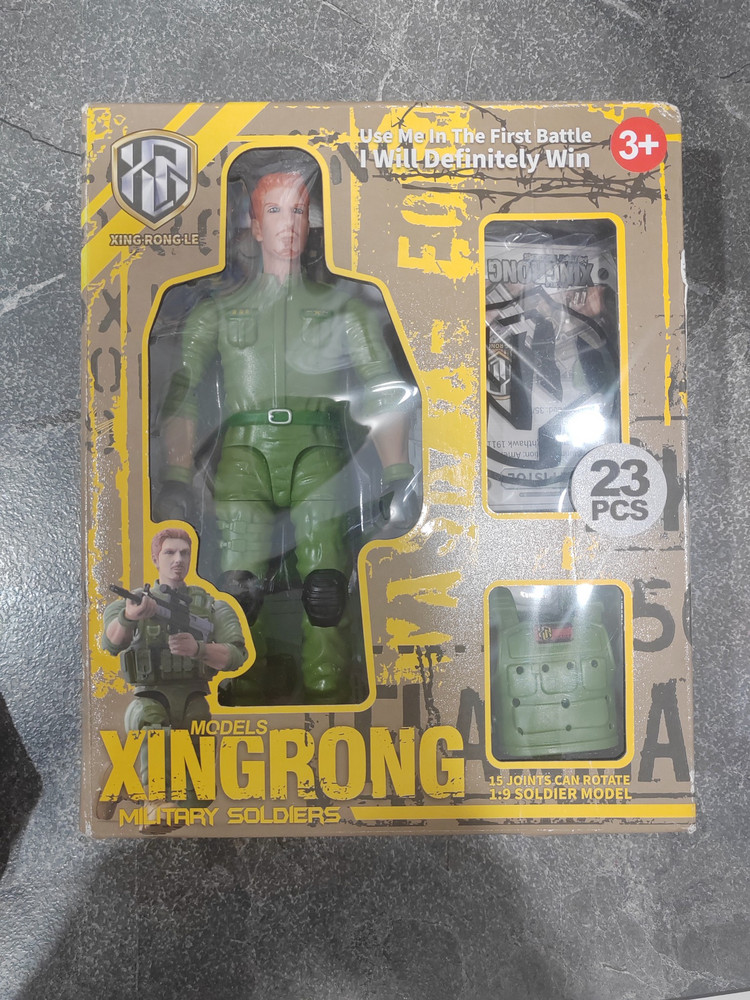 Use Me In The First Battle
I Will Definitely Win
3+
XING-RONG-LE
XINGRONG
23
PCS
MODELS
XINGRONG
MILITARY SOLDIERS
15 JOINTS CAN ROTATE
1:9 SOLDIER MODEL